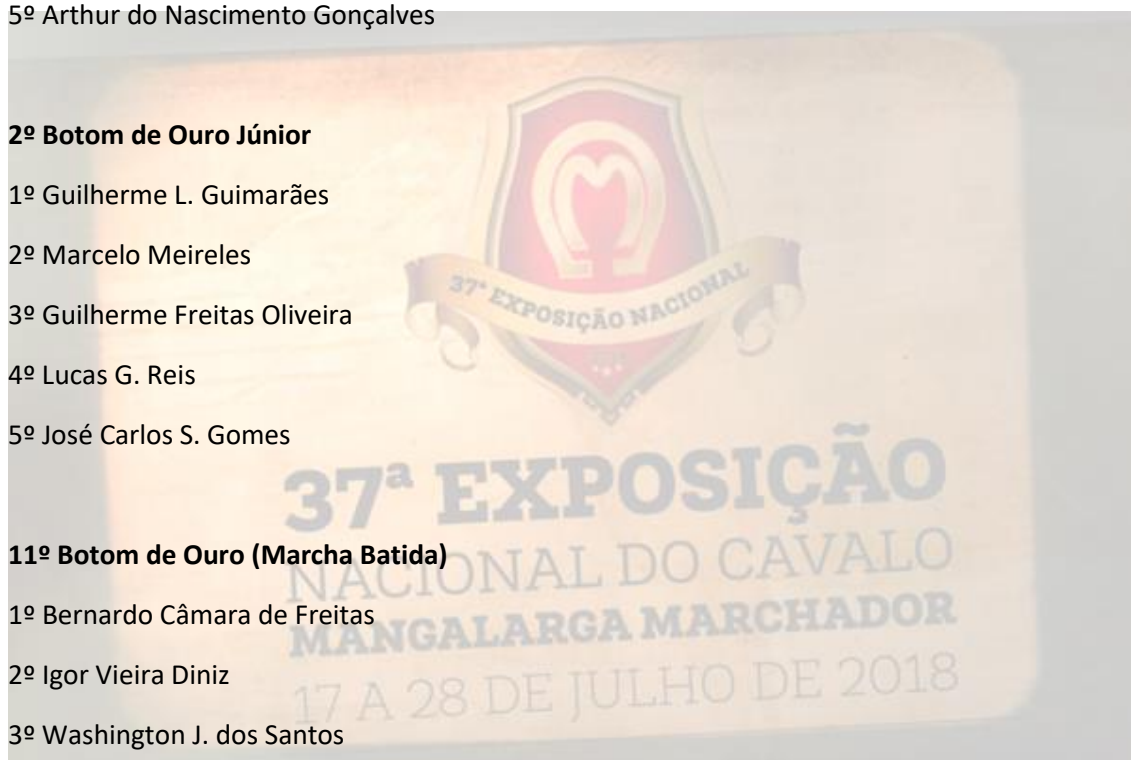 5º Arthur do Nascimento Gonçalves
2º Botom de Ouro Júnior
1º Guilherme L. Guimarães
2º Marcelo Meireles
3º Guilherme Freitas Oliveira
4º Lucas G. Reis
5º José Carlos S. Gomes
11º Botom de Ouro (Marcha Batida)
1º Bernardo Câmara de Freitas
2º Igor Vieira Diniz
3º Washington J. dos Santos
37ª EXPOSIÇÃO NACIONAL
37ª EXPOSIÇÃO
NACIONAL DO CAVALO
MANGALARGA MARCHADOR
17 A 28 DE JULHO DE 2018